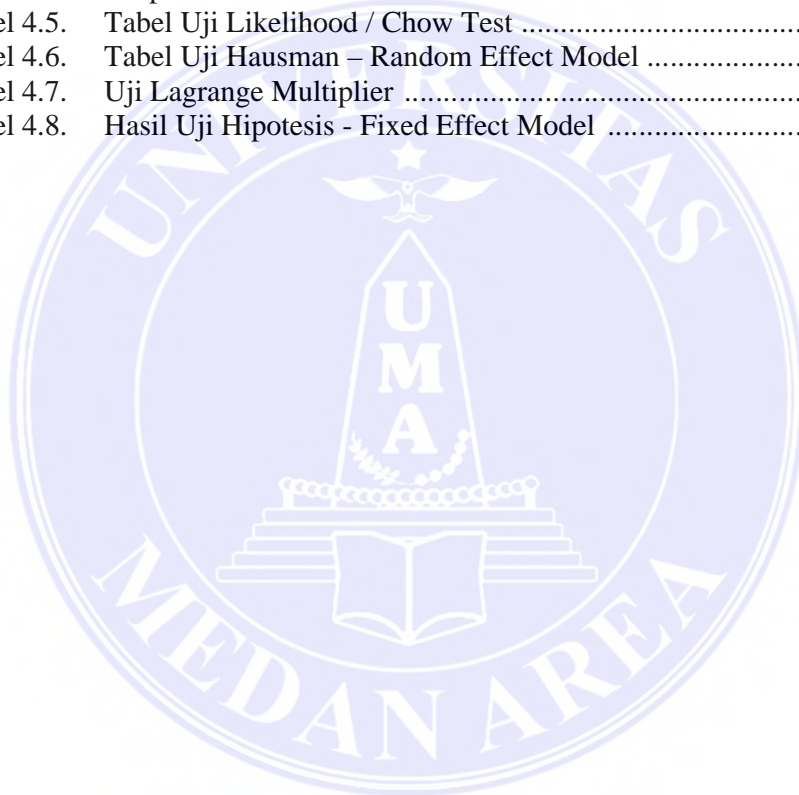 el 4.5. Tabel Uji Likelihood / Chow Test ......................................
el 4.6. Tabel Uji Hausman – Random Effect Model ....................
el 4.7. Uji Lagrange Multiplier .....................................................
el 4.8. Hasil Uji Hipotesis - Fixed Effect Model ..........................
UNIVERSITAS
U
M
A
MEDAN AREA